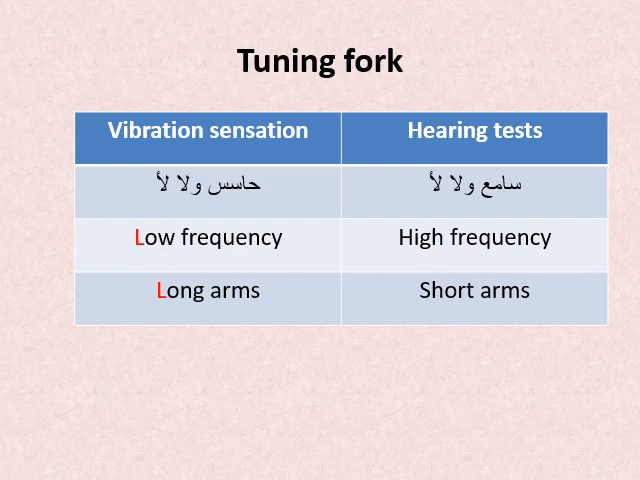 Tuning fork
Vibration sensation
Hearing tests
حاسس ولا لأ
سامع ولا لأ
Low frequency
High frequency
Long arms
Short arms